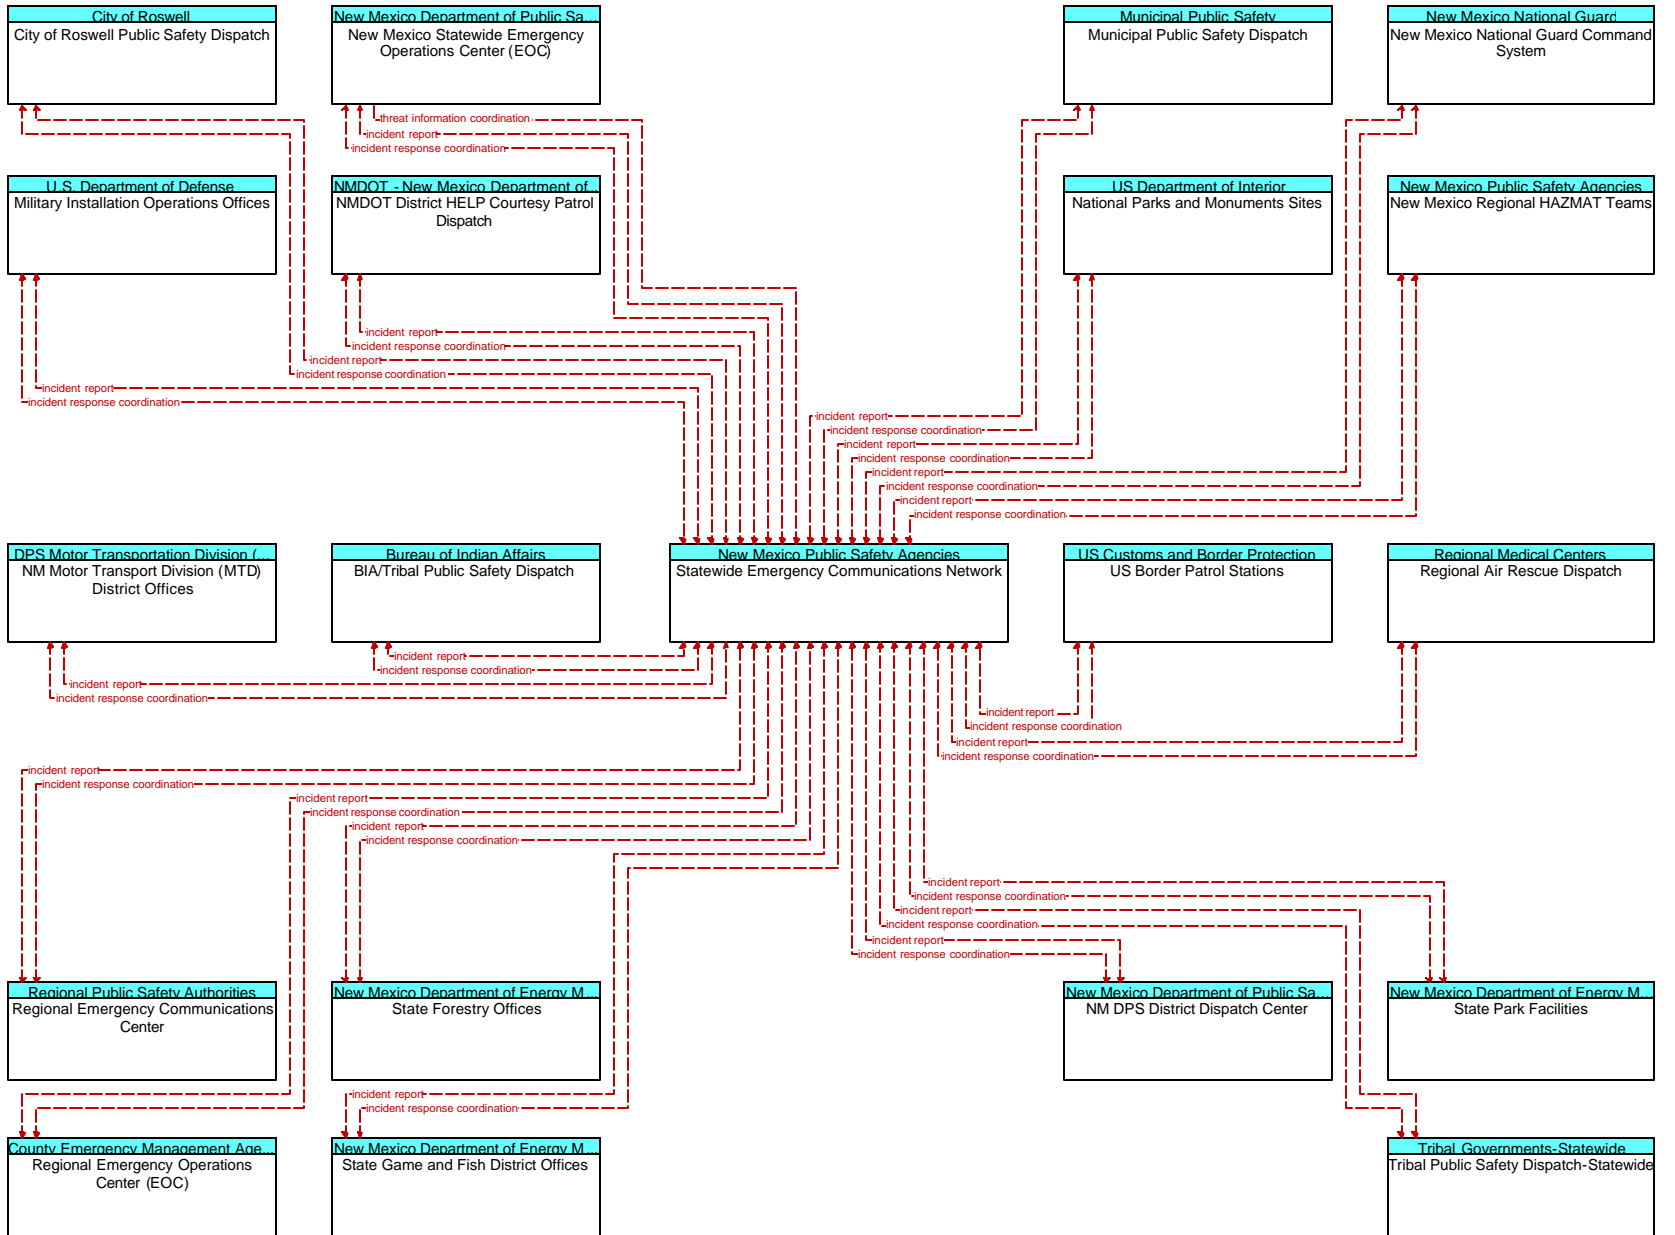 City of Roswell
City of Roswell Public Safety Dispatch
New Mexico Department of Public Sa...
New Mexico Statewide Emergency
Operations Center (EOC)
Municipal Public Safety
Municipal Public Safety Dispatch
New Mexico National Guard
New Mexico National Guard Command
System
threat information coordination
incident report
incident response coordination
U.S. Department of Defense
Military Installation Operations Offices
NMDOT - New Mexico Department of...
NMDOT District HELP Courtesy Patrol
Dispatch
US Department of Interior
National Parks and Monuments Sites
New Mexico Public Safety Agencies
New Mexico Regional HAZMAT Teams
incident report
incident response coordination
incident report
incident response coordination
incident report
incident response coordination
incident report
incident response coordination
incident report
incident response coordination
incident report
incident response coordination
incident report
incident response coordination
DPS Motor Transportation Division (...
NM Motor Transport Division (MTD)
District Offices
Bureau of Indian Affairs
BIA/Tribal Public Safety Dispatch
New Mexico Public Safety Agencies
Statewide Emergency Communications Network
US Customs and Border Protection
US Border Patrol Stations
Regional Medical Centers
Regional Air Rescue Dispatch
incident report
incident response coordination
incident report
incident response coordination
incident report
incident response coordination
incident report
incident response coordination
incident report
incident response coordination
incident report
incident response coordination
incident report
incident response coordination
incident report
incident response coordination
incident report
incident response coordination
incident report
incident response coordination
Regional Public Safety Authorities
Regional Emergency Communications
Center
New Mexico Department of Energy M...
State Forestry Offices
New Mexico Department of Public Sa...
NM DPS District Dispatch Center
New Mexico Department of Energy M...
State Park Facilities
incident report
incident response coordination
County Emergency Management Age...
Regional Emergency Operations
Center (EOC)
New Mexico Department of Energy M...
State Game and Fish District Offices
Tribal Governments-Statewide
Tribal Public Safety Dispatch-Statewide